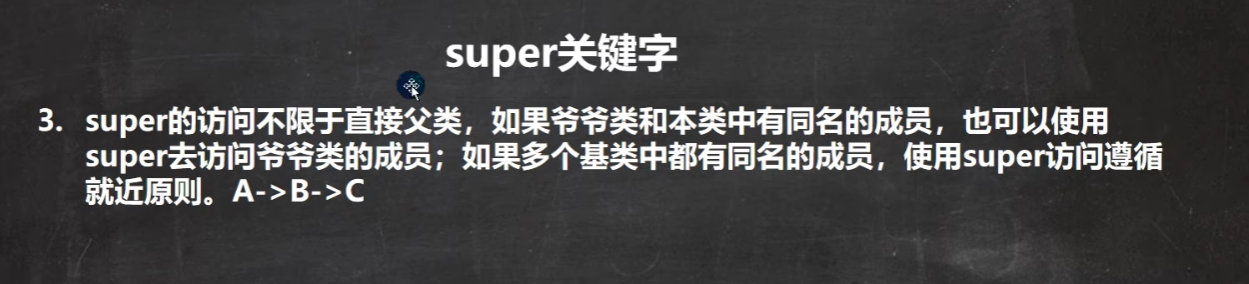 super关键字
3. super的访问不限于直接父类，如果爷爷类和本类中有同名的成员，也可以使用
super去访问爷爷类的成员；如果多个基类中都有同名的成员，使用super访问遵循
就近原则。A->B->C